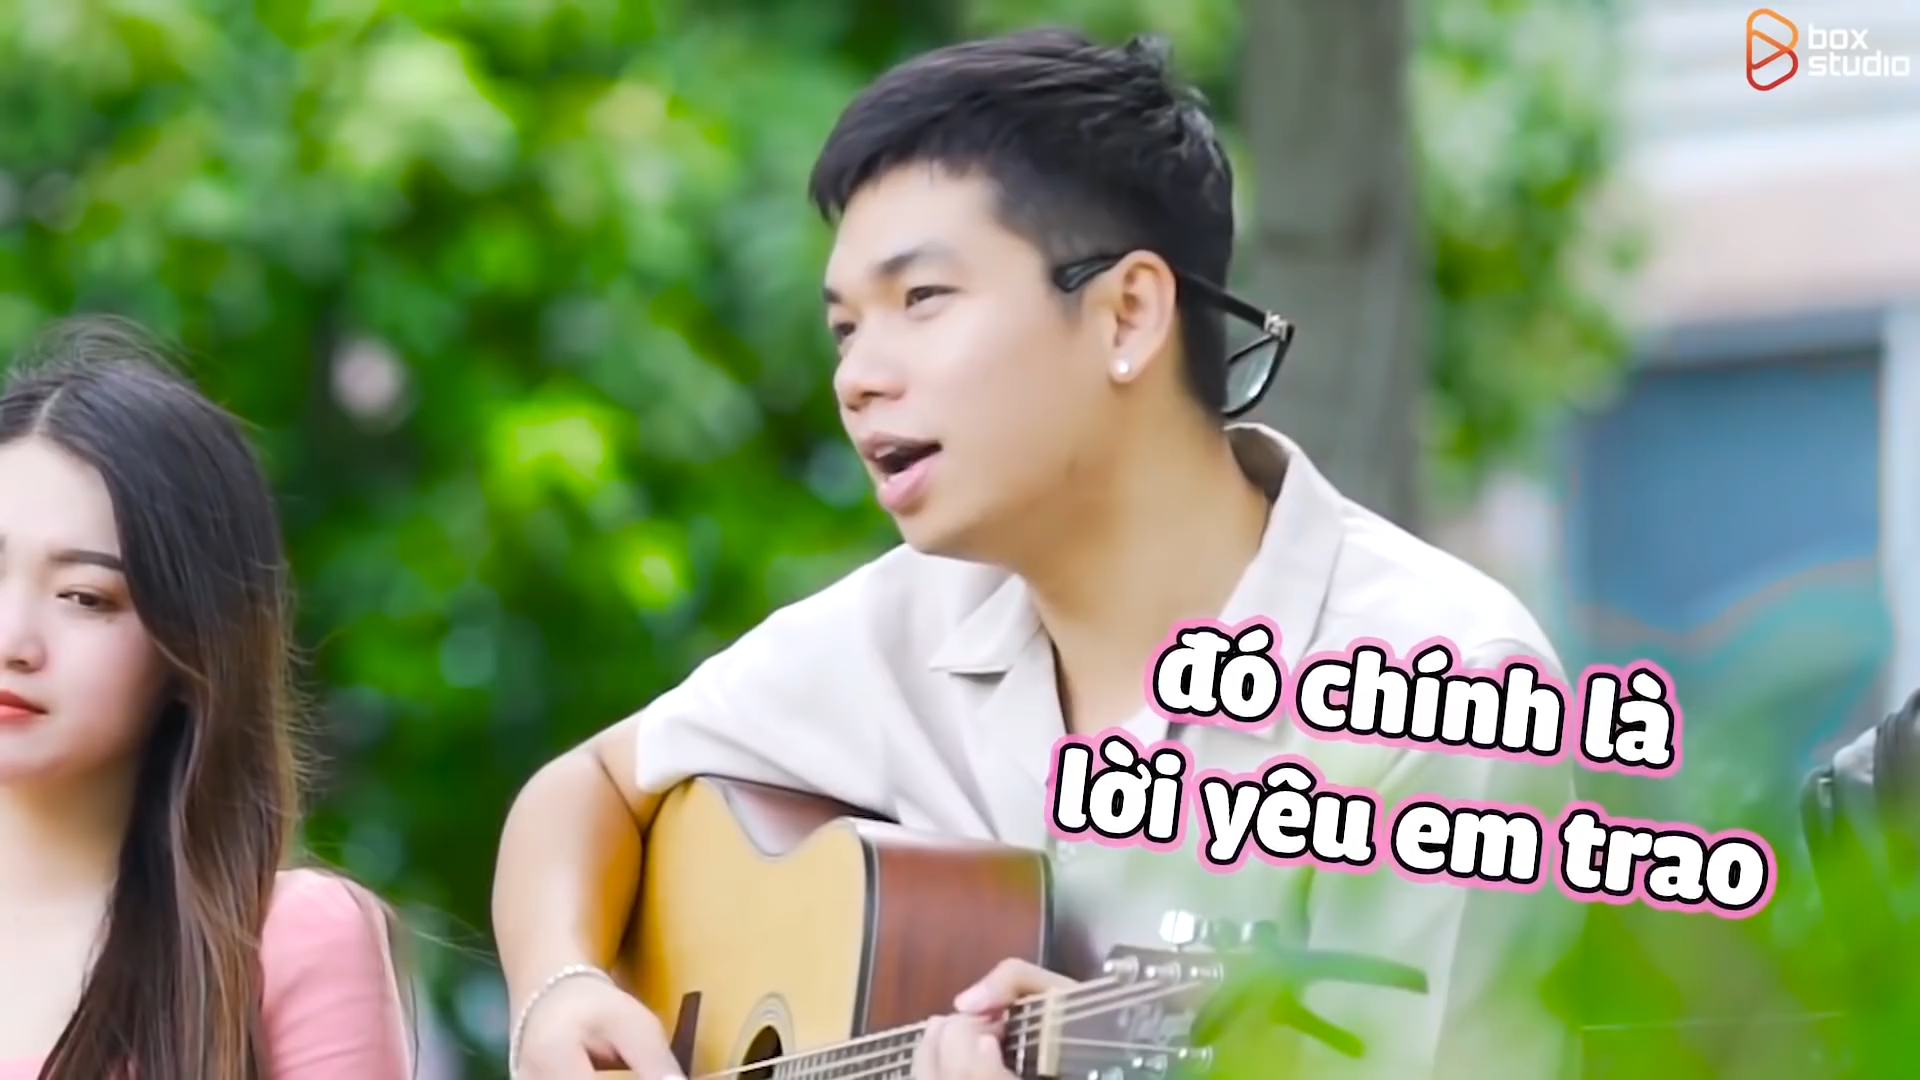 box
studio
đó chính là
lời yêu em trao